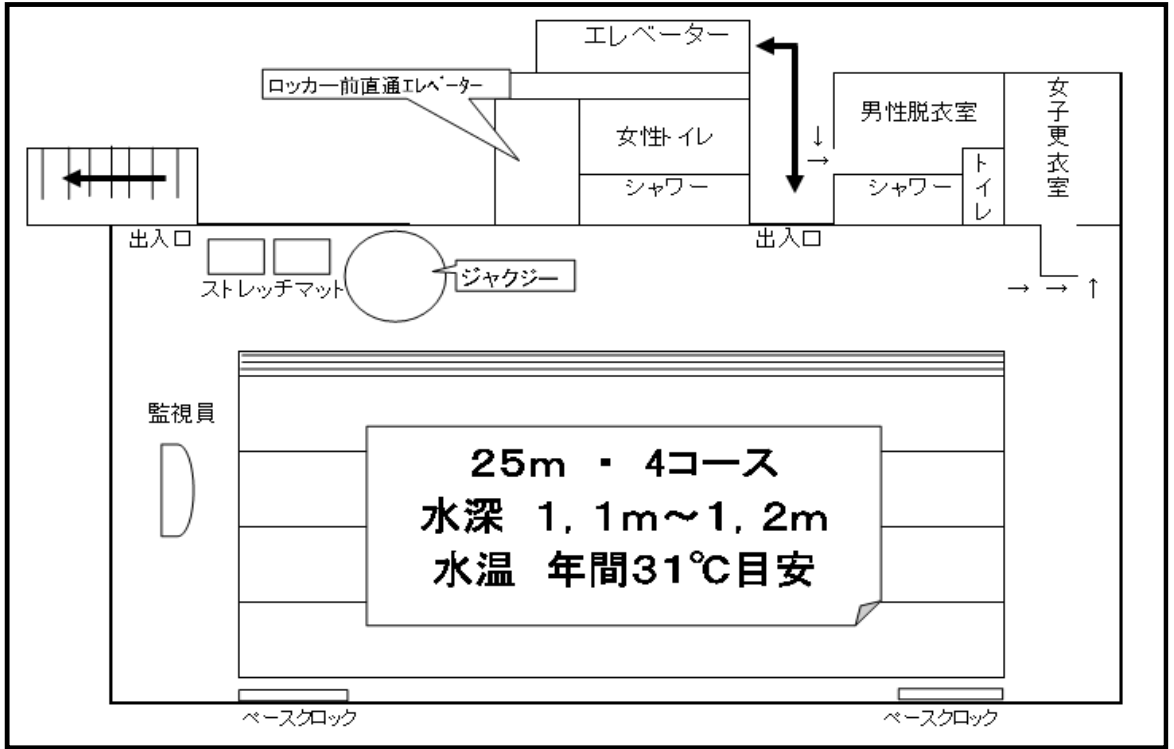 エレベーター
ロッカー前直通エレベーター
女性トイレ
シャワー
↓
→
男性脱衣室
シャワー
トイレ
女子更衣室
出入口
出入口
ストレッチマット
ジャクジー
→ → ↑
監視員
25m ・ 4コース
水深 1,1m～1,2m
水温 年間31℃目安
ペースクロック
ペースクロック